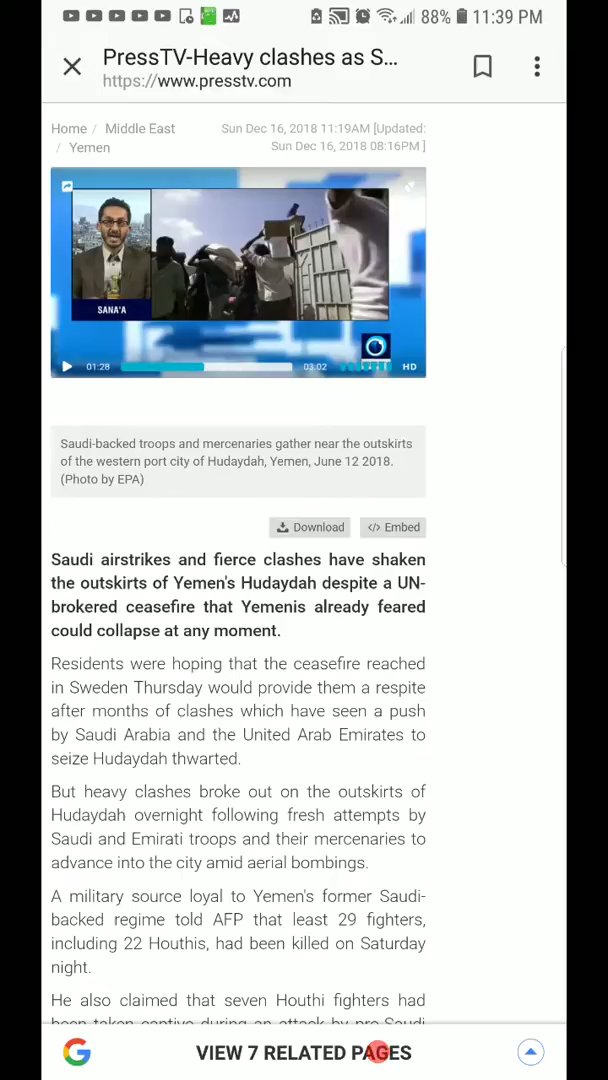 88% 11:39 PM
PressTV-Heavy clashes as S...
https://www.presstv.com
Home / Middle East
/ Yemen
Sun Dec 16, 2018 11:19AM [Updated:
Sun Dec 16, 2018 08:16PM ]
SANA'A
01:28 03:02 HD
Saudi-backed troops and mercenaries gather near the outskirts
of the western port city of Hudaydah, Yemen, June 12 2018.
(Photo by EPA)
Download </> Embed
Saudi airstrikes and fierce clashes have shaken
the outskirts of Yemen's Hudaydah despite a UN-
brokered ceasefire that Yemenis already feared
could collapse at any moment.
Residents were hoping that the ceasefire reached
in Sweden Thursday would provide them a respite
after months of clashes which have seen a push
by Saudi Arabia and the United Arab Emirates to
seize Hudaydah thwarted.
But heavy clashes broke out on the outskirts of
Hudaydah overnight following fresh attempts by
Saudi and Emirati troops and their mercenaries to
advance into the city amid aerial bombings.
A military source loyal to Yemen's former Saudi-
backed regime told AFP that least 29 fighters,
including 22 Houthis, had been killed on Saturday
night.
He also claimed that seven Houthi fighters had
been taken captive during an attack by pro-Saudi
VIEW 7 RELATED PAGES